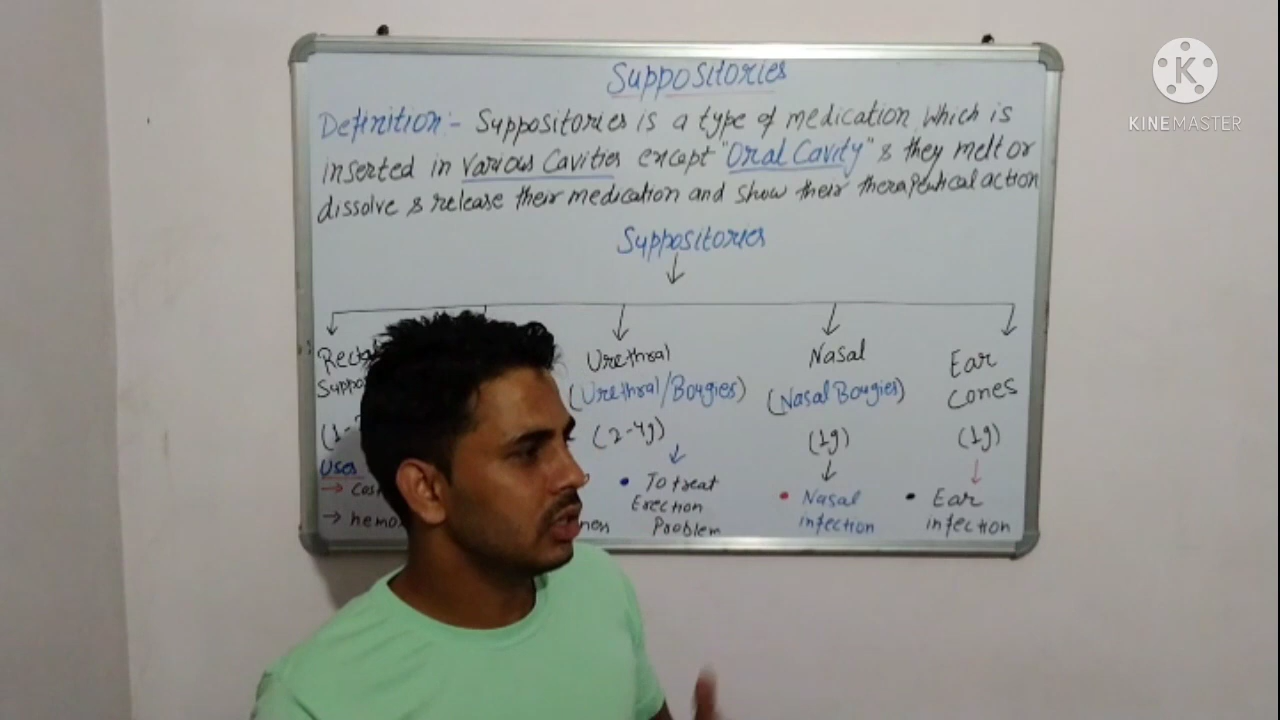 Suppositories
Definition:- Suppositories is a type of medication which is
inserted in various cavities except "Oral Cavity" & they melt or
dissolve & release their medication and show their therapeutical action
Suppositories
Urethral
Nasal
Ear
(Urethral/Bougies)
(Nasal Bougies)
Cones
(2-4g)
(1g)
(1g)
Uses
• To treat
Erection
Problem
• Nasal
infection
• Ear
infection
K
KINEMASTER